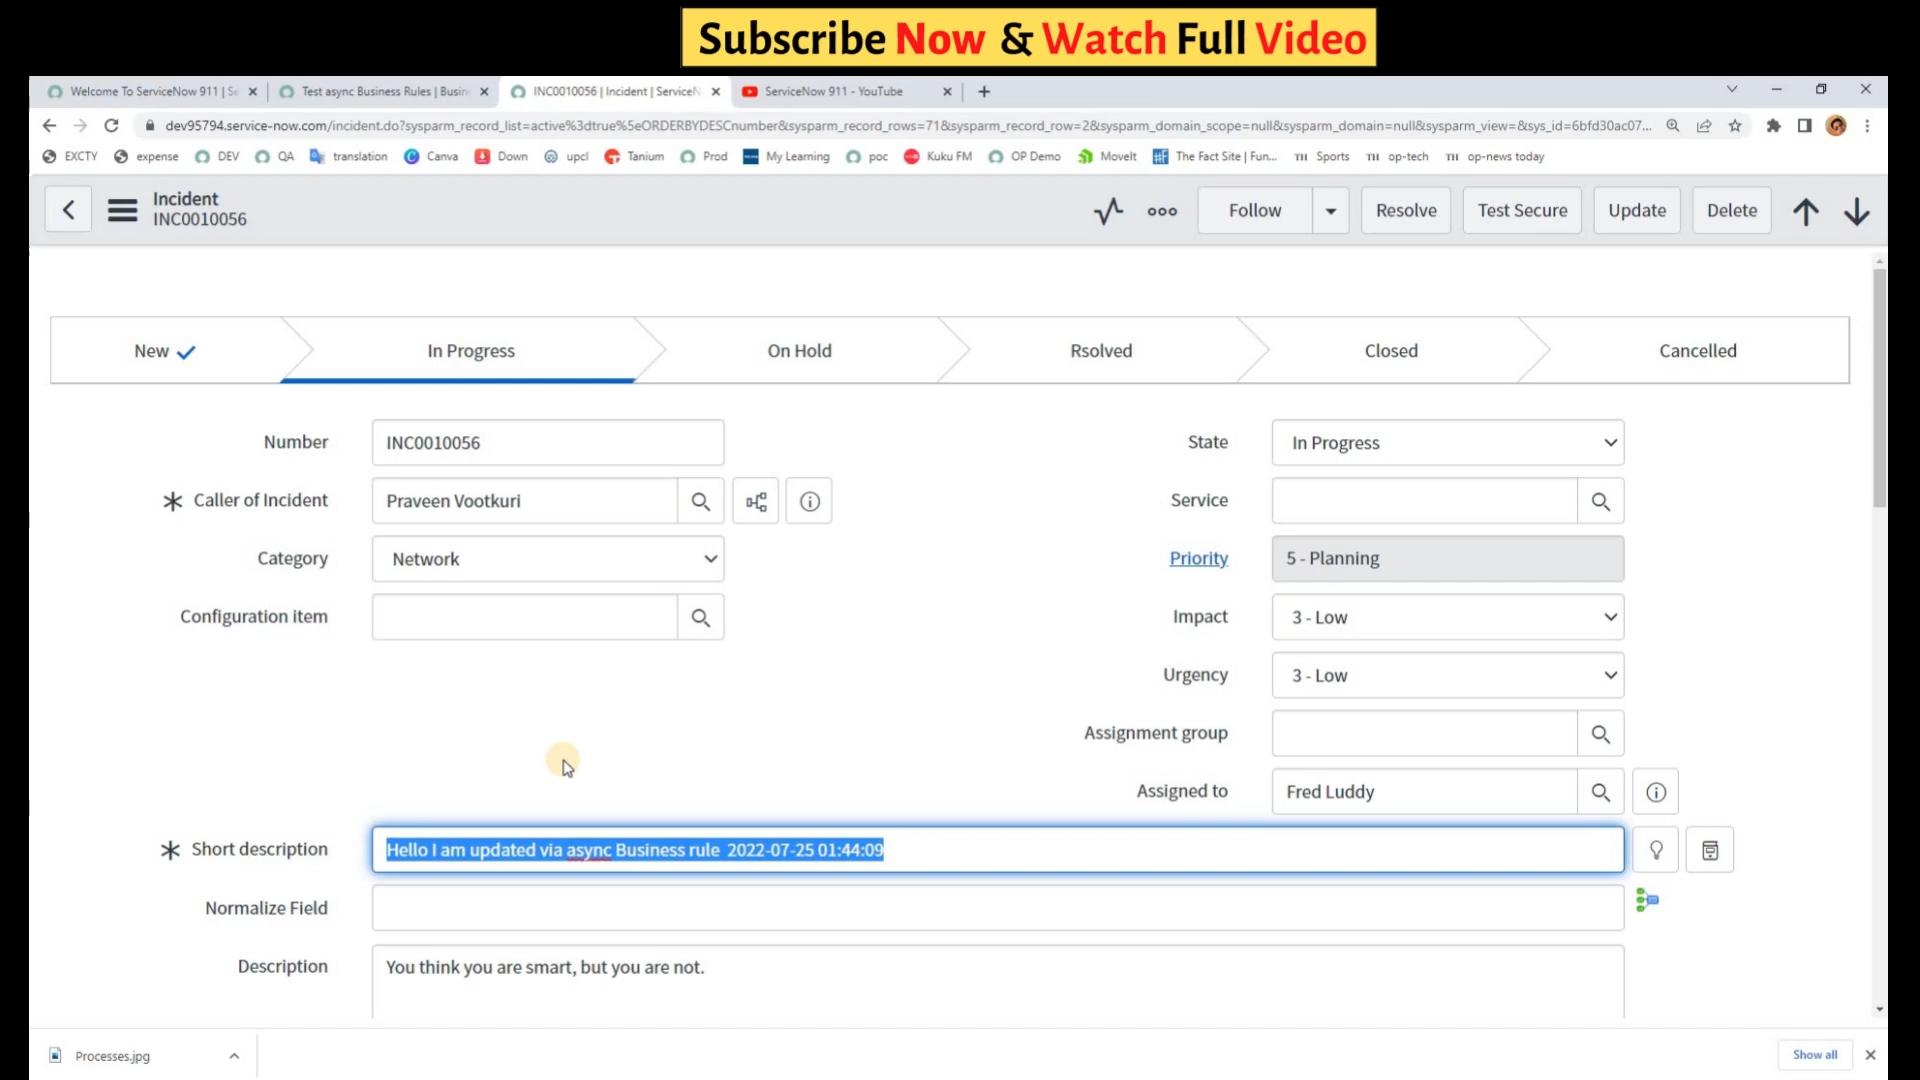 Subscribe Now & Watch Full Video
Welcome To ServiceNow 911 | Se
Test async Business Rules | Busin
INC0010056 | Incident | ServiceN
ServiceNow 911 - YouTube
dev95794.service-now.com/incident.do?sysparm_record_list=active%3dtrue%5eORDERBYDESCnumber&sysparm_record_rows=71&sysparm_record_row=2&sysparm_domain_scope=null&sysparm_domain=null&sysparm_view=&sys_id=6bfd30ac07...
EXCTY expense DEV QA translation Canva Down upcl Tanium Prod My Learning poc Kuku FM OP Demo MoveIt The Fact Site | Fun... TH Sports TH op-tech TH op-news today
Incident
INC0010056
Follow
Resolve
Test Secure
Update
Delete
New
In Progress
On Hold
Rsolved
Closed
Cancelled
Number INC0010056
State In Progress
Caller of Incident Praveen Vootkuri
Service
Category Network
Priority 5 - Planning
Configuration item
Impact 3 - Low
Urgency 3 - Low
Assignment group
Assigned to Fred Luddy
Short description Hello I am updated via async Business rule 2022-07-25 01:44:09
Normalize Field
Description You think you are smart, but you are not.
Processes.jpg
Show all